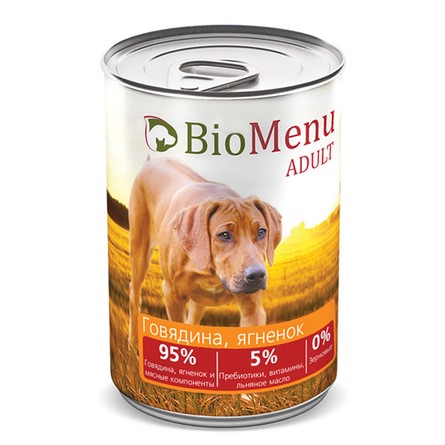 BioMenu
ADULT
Говядина, ягненок
95%
Говядина, ягненок и
мясные компоненты
5%
Пребиотики, витамины,
льняное масло
0%
Зерновых